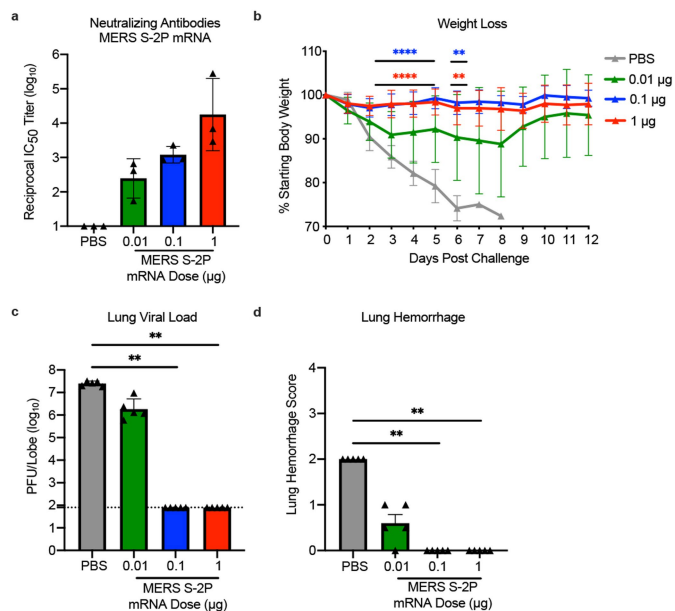 a
Neutralizing Antibodies
MERS S-2P mRNA
Reciprocal IC50 Titer (log10)
6
5
4
3
2
1
PBS
0.01
0.1
1
MERS S-2P
mRNA Dose (μg)
b
Weight Loss
% Starting Body Weight
110
100
90
80
70
**** **
**** **
0 1 2 3 4 5 6 7 8 9 10 11 12
Days Post Challenge
PBS
0.01 μg
0.1 μg
1 μg
c
Lung Viral Load
PFU/Lobe (log10)
**
**
8
7
6
5
4
3
2
1
0
PBS
0.01
0.1
1
MERS S-2P
mRNA Dose (μg)
d
Lung Hemorrhage
Lung Hemorrhage Score
4
3
2
1
0
**
**
PBS
0.01
0.1
1
MERS S-2P
mRNA Dose (μg)